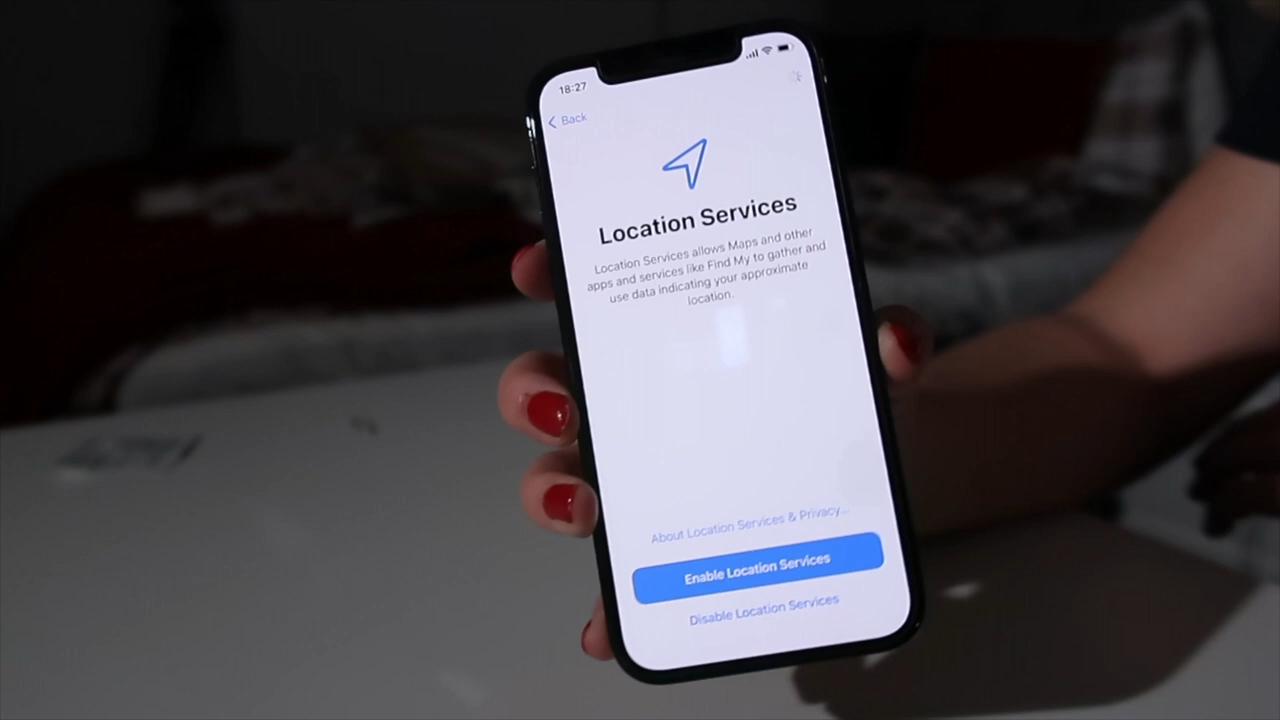 18:27
Back
Location Services
Location Services allows Maps and other
apps and services like Find My to gather and
use data indicating your approximate
location.
About Location Services & Privacy...
Enable Location Services
Disable Location Services